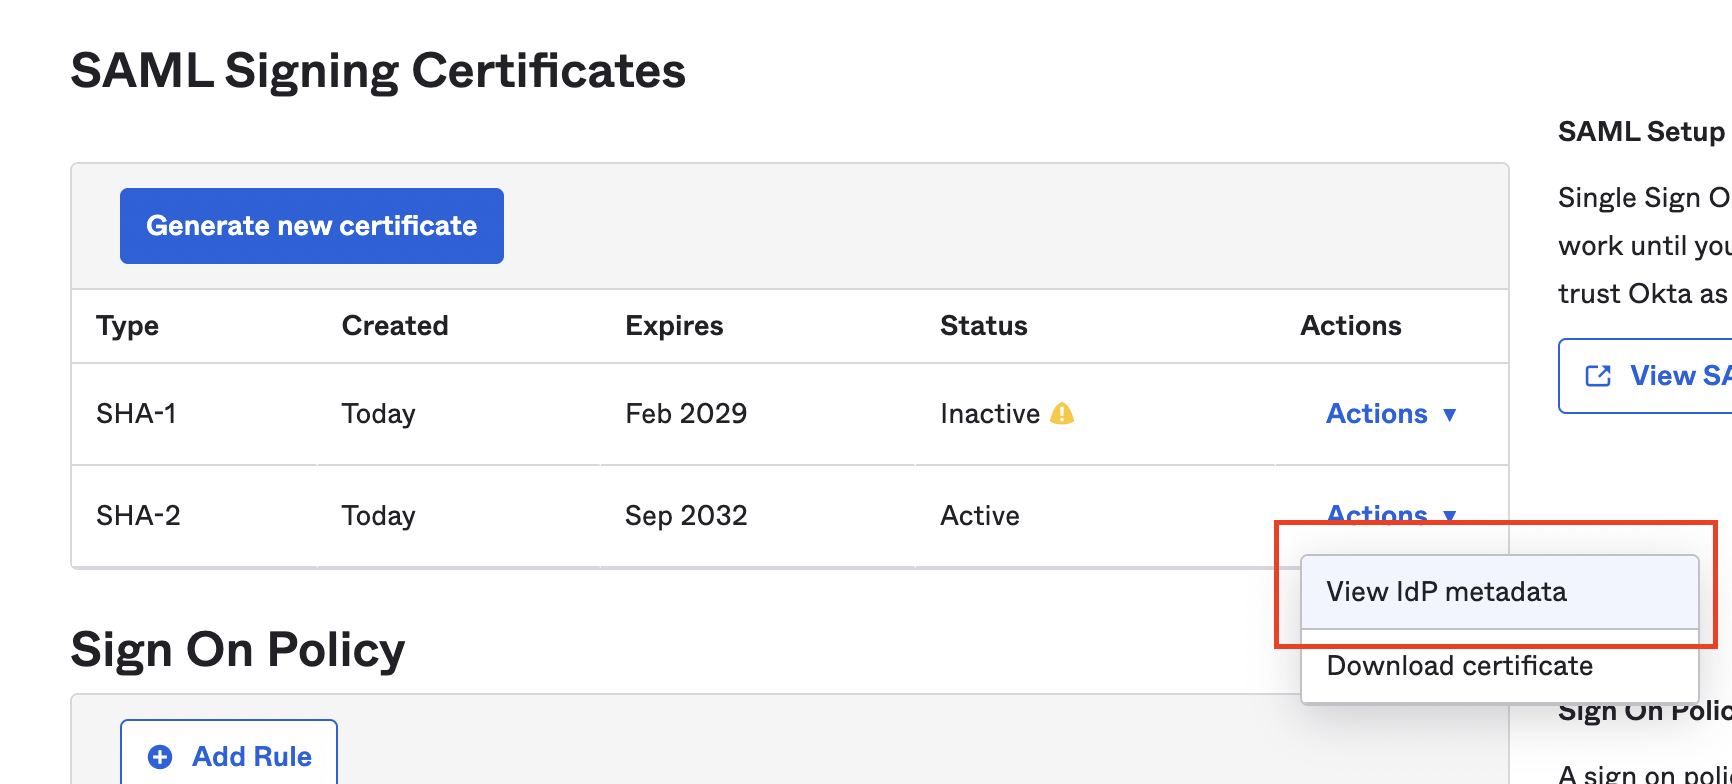 SAML Signing Certificates
SAML Setup
Generate new certificate
Single Sign O
work until you
trust Okta as
Type Created Expires Status Actions
View SA
SHA-1 Today Feb 2029 Inactive Actions
SHA-2 Today Sep 2032 Active Actions
View IdP metadata
Download certificate
Sign On Policy
Sign On Polic
Add Rule
A sign on poli